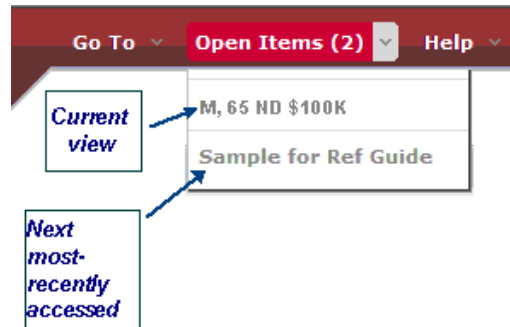 Go To Open Items (2) Help
M, 65 ND $100K
Sample for Ref Guide
Current
view
Next
most-
recently
accessed